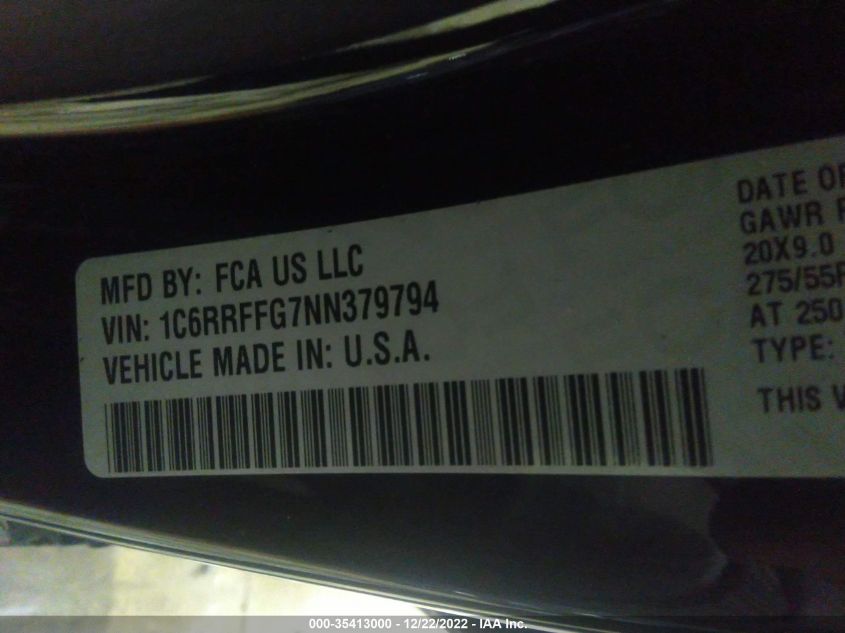 MFD BY: FCA US LLC
VIN: 1C6RRFFG7NN379794
VEHICLE MADE IN: U.S.A.
DATE OF
GAWR
20X9.0
275/55R
AT 250
TYPE:
THIS V
000-35413000 - 12/22/2022 - IAA Inc.